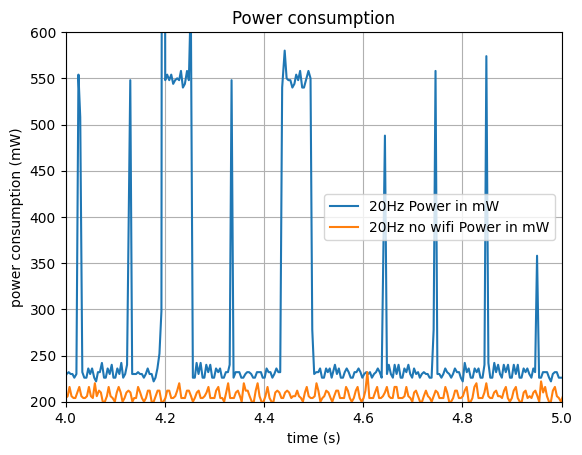 Power consumption
600
550
500
450
400
350
300
250
200
power consumption (mW)
20Hz Power in mW
20Hz no wifi Power in mW
4.0 4.2 4.4 4.6 4.8 5.0
time (s)